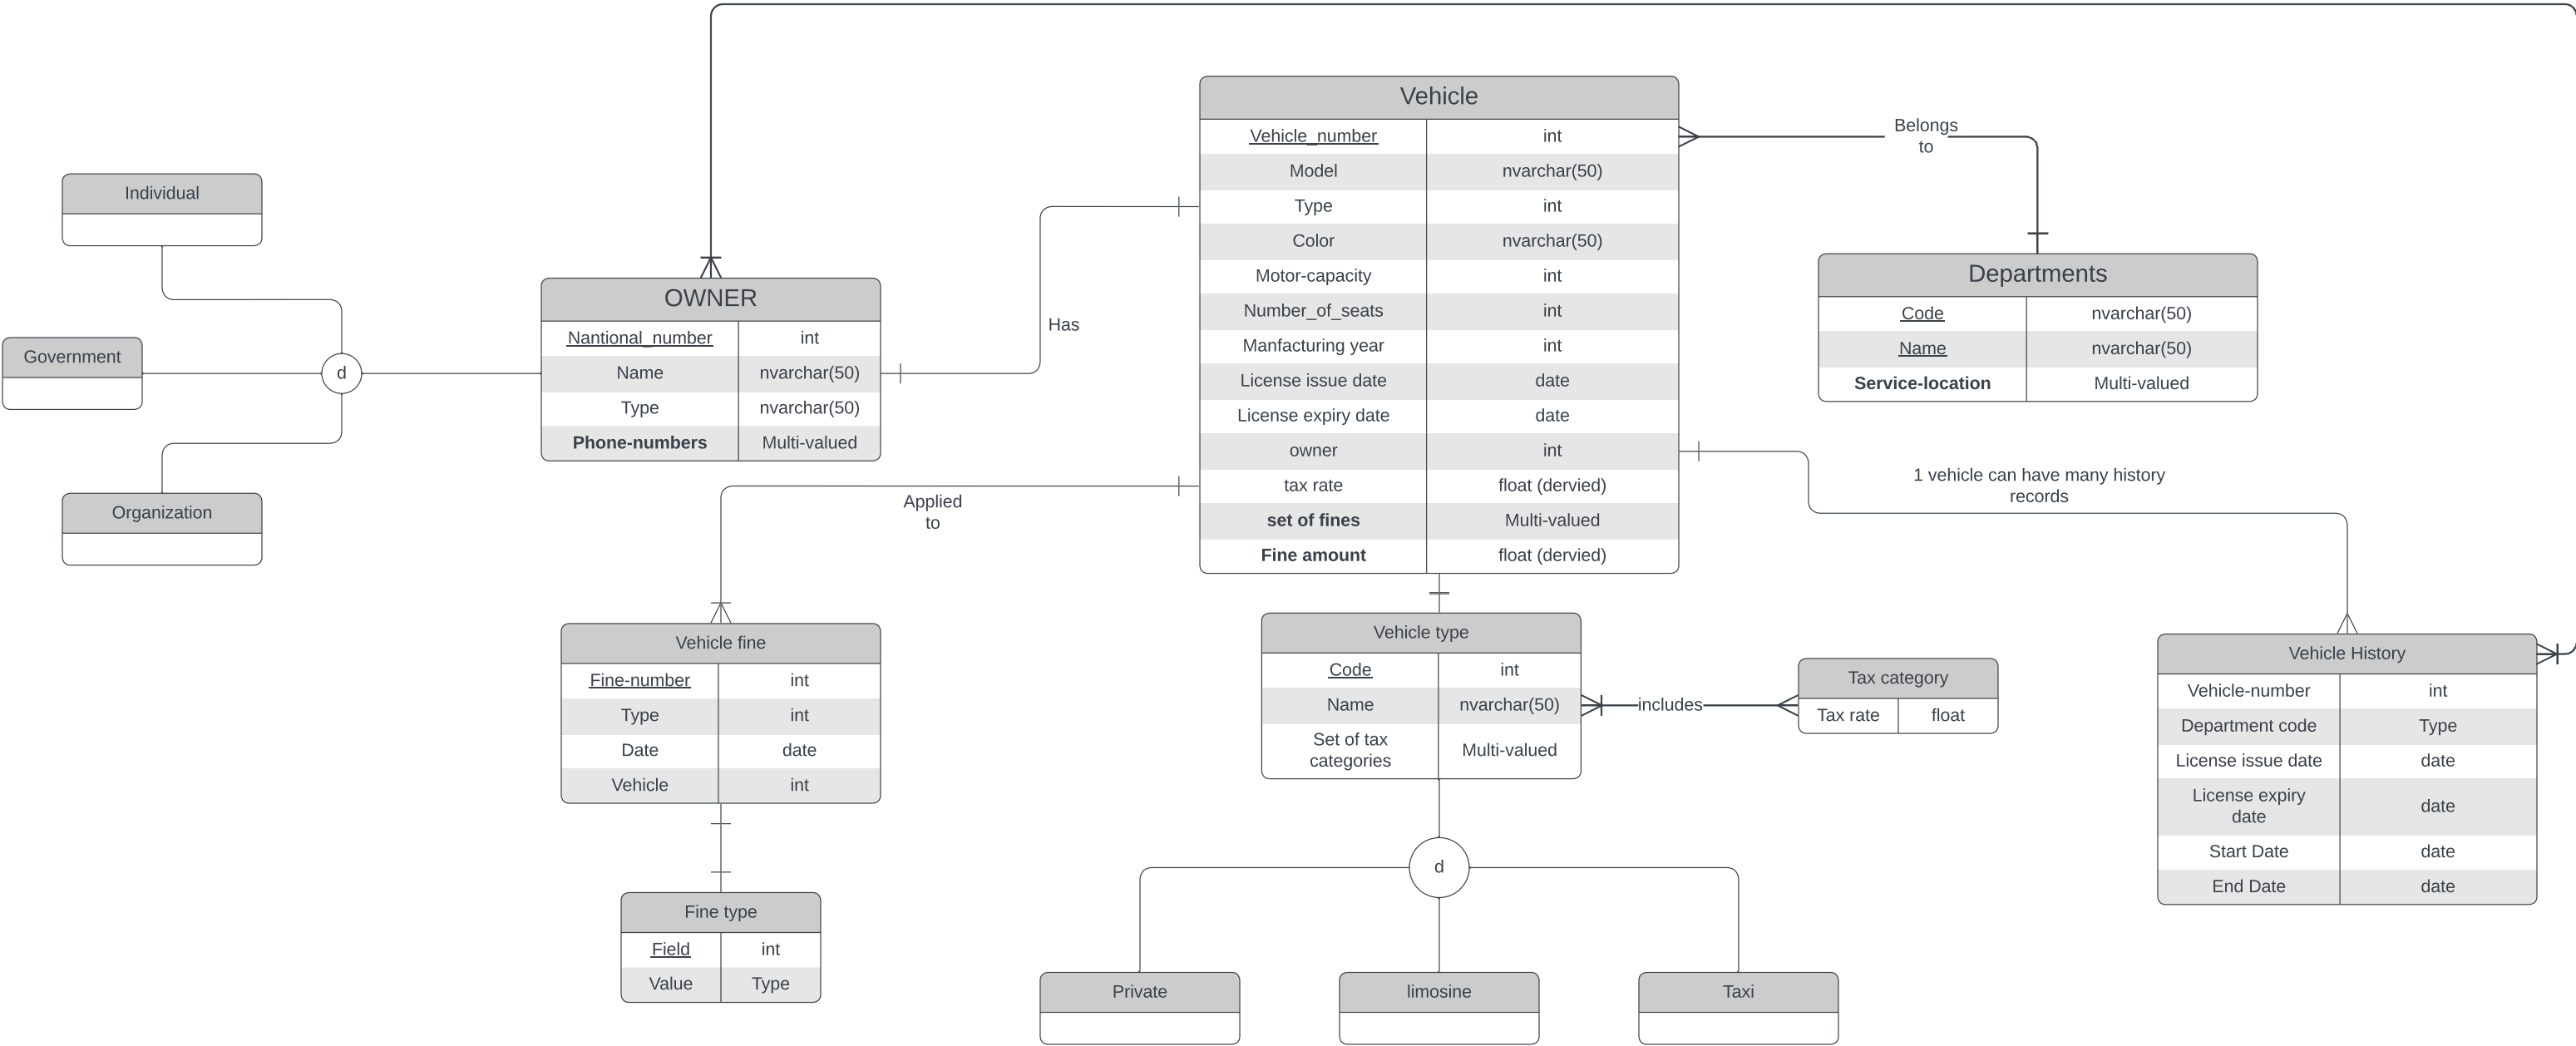 Vehicle
Vehicle_number int
Model nvarchar(50)
Type int
Color nvarchar(50)
Motor-capacity int
Number_of_seats int
Manfacturing year int
License issue date date
License expiry date date
owner int
tax rate float (dervied)
set of fines Multi-valued
Fine amount float (dervied)
Belongs
to
Departments
Code nvarchar(50)
Name nvarchar(50)
Service-location Multi-valued
Individual
Government
Organization
d
OWNER
Nantional_number int
Name nvarchar(50)
Type nvarchar(50)
Phone-numbers Multi-valued
Has
Applied
to
1 vehicle can have many history
records
Vehicle fine
Fine-number int
Type int
Date date
Vehicle int
Fine type
Field int
Value Type
Vehicle type
Code int
Name nvarchar(50)
Set of tax
categories Multi-valued
includes
Tax category
Tax rate float
d
Private
limosine
Taxi
Vehicle History
Vehicle-number int
Department code Type
License issue date date
License expiry
date date
Start Date date
End Date date